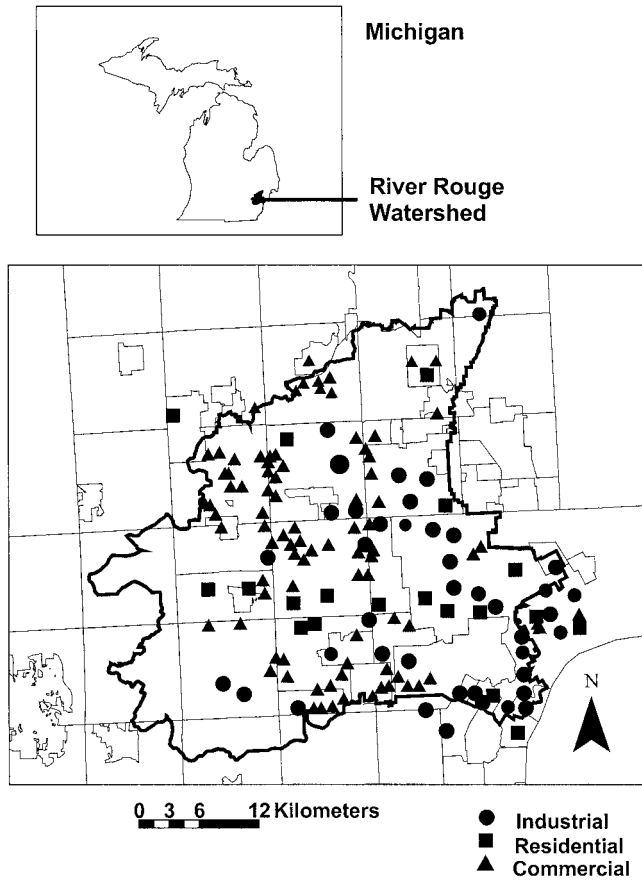 Michigan
River Rouge
Watershed
N
0 3 6 12 Kilometers
Industrial
Residential
Commercial